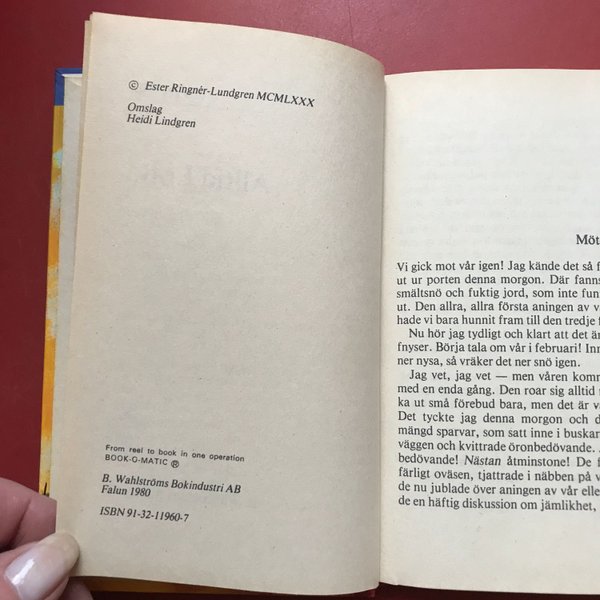 © Ester Ringnér-Lundgren MCMLXXX
Omslag
Heidi Lindgren
From reel to book in one operation
BOOK-O-MATIC ®
B. Wahlströms Bokindustri AB
Falun 1980
ISBN 91-32-11960-7
Möt
Vi gick mot vår igen! Jag kände det så f
ut ur porten denna morgon. Där fanns
smältsnö och fuktig jord, som inte fun
ut. Den allra, allra första aningen av v
hade vi bara hunnit fram till den tredje f
Nu hör jag tydligt och klart att det är
fnyser. Börja tala om vår i februari! Inn
ner nysa, så vräker det ner snö igen.
Jag vet, jag vet — men våren komm
med en enda gång. Den roar sig alltid
ka ut små förebud bara, men det är v
Det tyckte jag denna morgon och d
mängd sparvar, som satt inne i buskar
väggen och kvittrade öronbedövande.
bedövande! Nästan åtminstone! De f
färligt oväsen, tjattrade i näbben på v
de nu jublade över aningen av vår elle
de en häftig diskussion om jämlikhet,